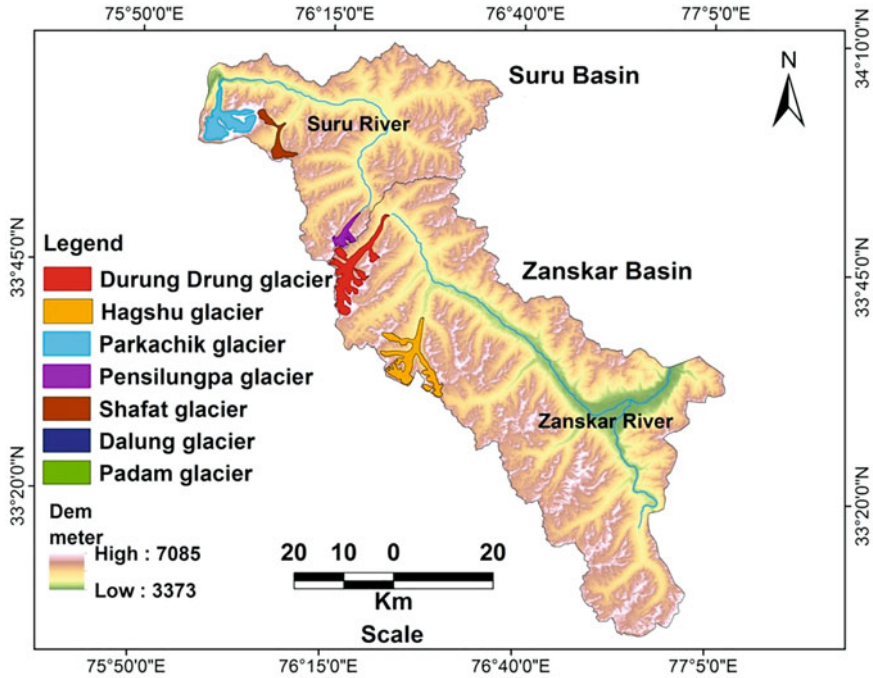 75°50'0"E 76°15'0"E 76°40'0"E 77°5'0"E
34°10'0"N
N
Suru Basin
Suru River
33°45'0"N
33°45'0"N
Zanskar Basin
Legend
Durung Drung glacier
Hagshu glacier
Parkachik glacier
Pensilungpa glacier
Shafat glacier
Dalung glacier
Padam glacier
Zanskar River
33°20'0"N
33°20'0"N
Dem
meter
High : 7085
Low : 3373
20 10 0 20
Km
Scale
75°50'0"E 76°15'0"E 76°40'0"E 77°5'0"E